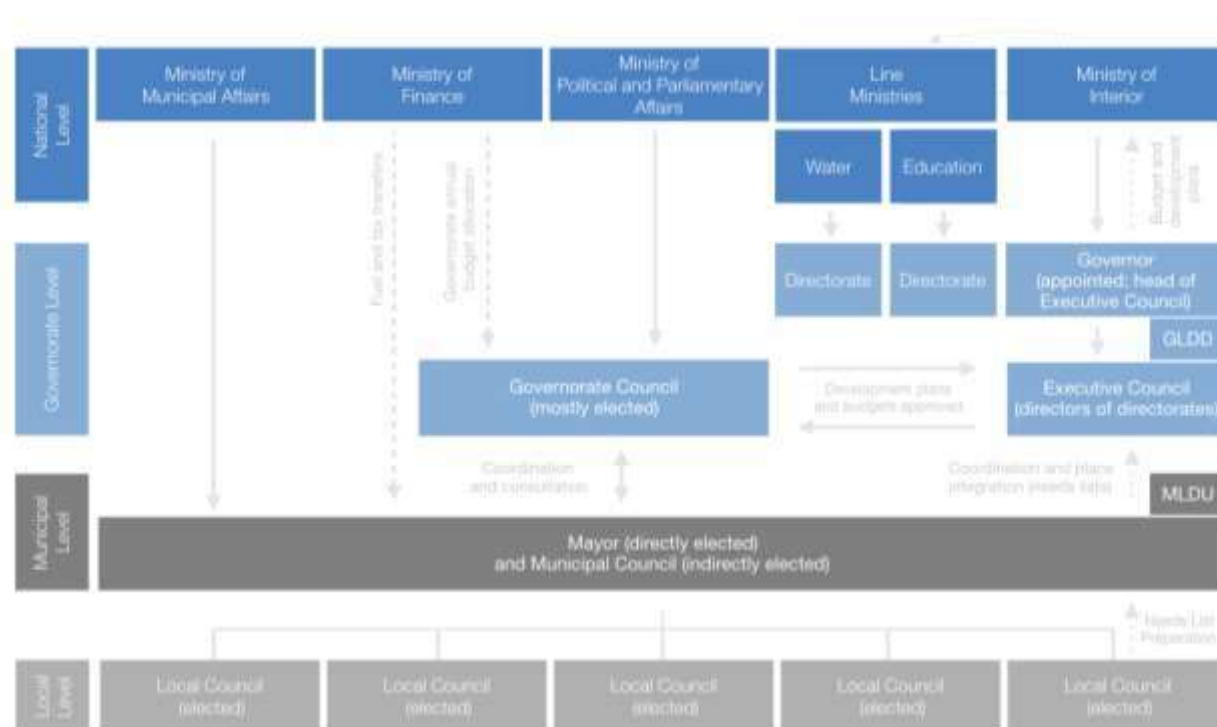 National
Level
Ministry of
Municipal Affairs
Ministry of
Finance
Ministry of
Political and Parliamentary
Affairs
Line
Ministries
Ministry of
Interior
Water
Education
Fuel and tax transfers
Governorate annual
budget allocation
Budget and
development
plans
Governorate Level
Directorate
Directorate
Governor
(appointed; head of
Executive Council)
GLDD
Governorate Council
(mostly elected)
Development plans
and budgets approved
Executive Council
(directors of directorates)
Coordination
and consultation
Coordination and plans
integration (needs lists)
Municipal
Level
MLDU
Mayor (directly elected)
and Municipal Council (indirectly elected)
Needs List
Preparation
Local
Level
Local Council
(elected)
Local Council
(elected)
Local Council
(elected)
Local Council
(elected)
Local Council
(elected)